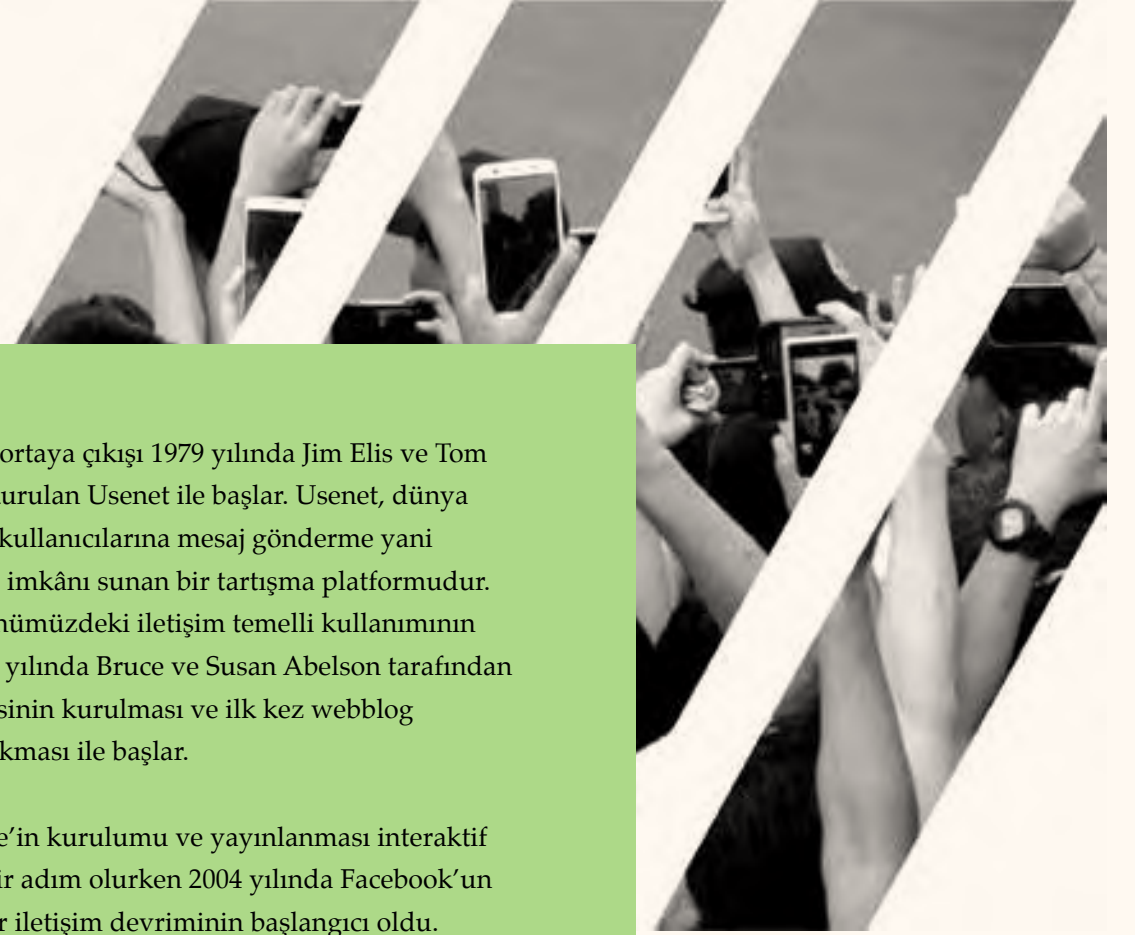 ortaya çıkışı 1979 yılında Jim Elis ve Tom
urulan Usenet ile başlar. Usenet, dünya
kullanıcılarına mesaj gönderme yani
imkânı sunan bir tartışma platformudur.
nümüzdeki iletişim temelli kullanımının
yılında Bruce ve Susan Abelson tarafından
sinin kurulması ve ilk kez webblog
kması ile başlar.
e’in kurulumu ve yayınlanması interaktif
ir adım olurken 2004 yılında Facebook’un
r iletişim devriminin başlangıcı oldu.